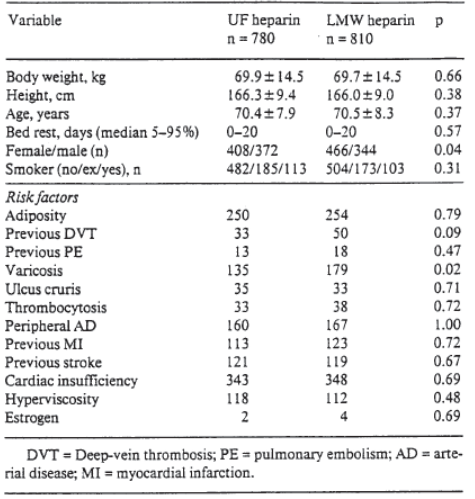 Variable UF heparin LMW heparin p
n = 780 n = 810
Body weight, kg 69.9 ± 14.5 69.7 ± 14.5 0.66
Height, cm 166.3 ± 9.4 166.0 ± 9.0 0.38
Age, years 70.4 ± 7.9 70.5 ± 8.3 0.37
Bed rest, days (median 5–95%) 0–20 0–20 0.57
Female/male (n) 408/372 466/344 0.04
Smoker (no/ex/yes), n 482/185/113 504/173/103 0.31
Risk factors
Adiposity 250 254 0.79
Previous DVT 33 50 0.09
Previous PE 13 18 0.47
Varicosis 135 179 0.02
Ulcus cruris 35 33 0.71
Thrombocytosis 33 38 0.72
Peripheral AD 160 167 1.00
Previous MI 113 123 0.72
Previous stroke 121 119 0.67
Cardiac insufficiency 343 348 0.69
Hyperviscosity 118 112 0.48
Estrogen 2 4 0.69
DVT = Deep-vein thrombosis; PE = pulmonary embolism; AD = arte-
rial disease; MI = myocardial infarction.